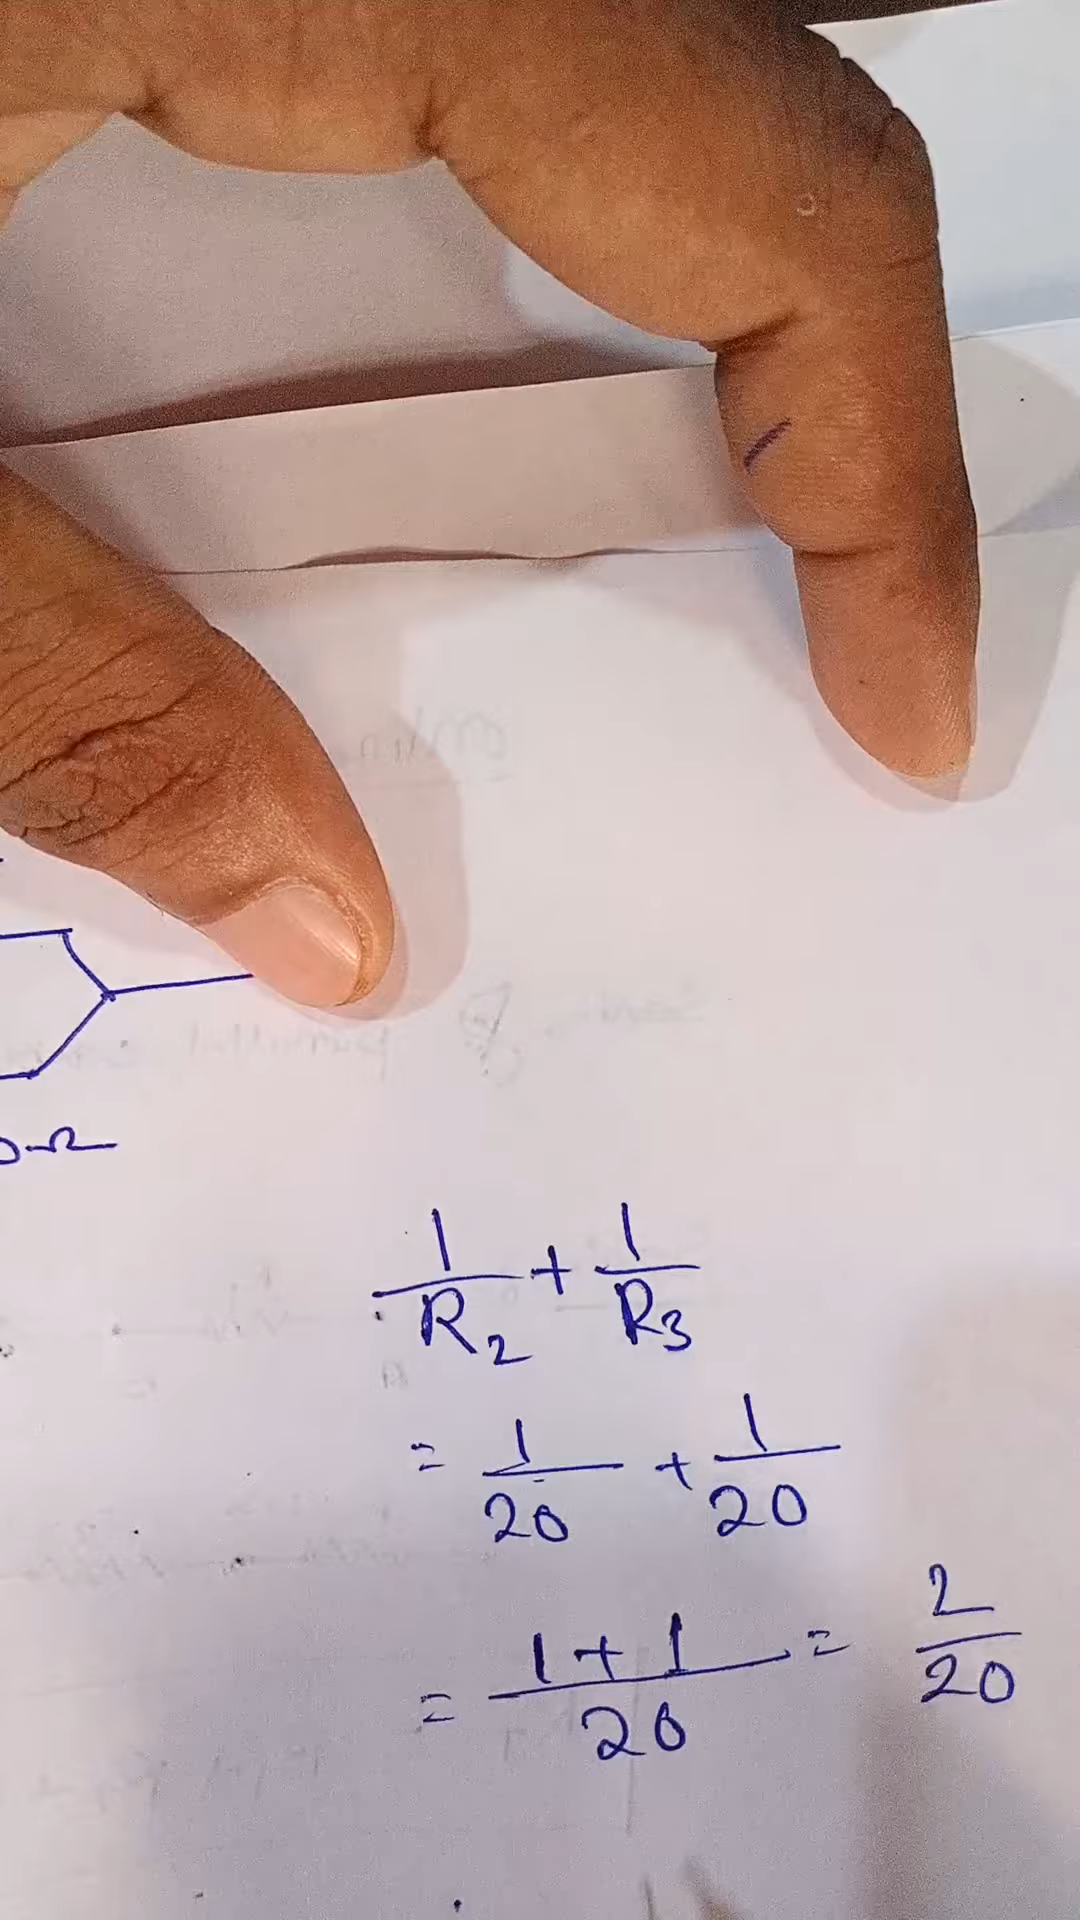 1/R₂ + 1/R₃
= 1/20 + 1/20
= (1+1)/20 = 2/20